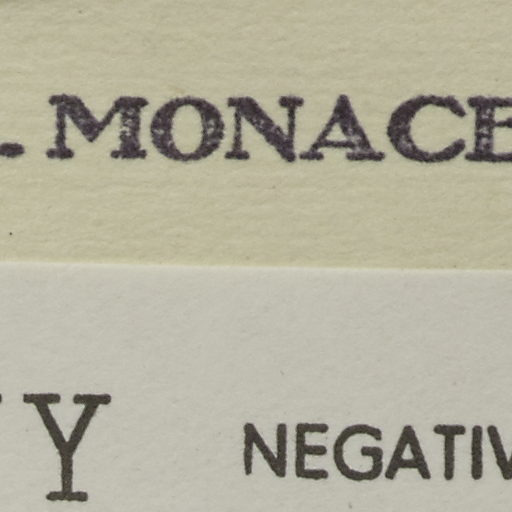 . MONACE
Y NEGATIV